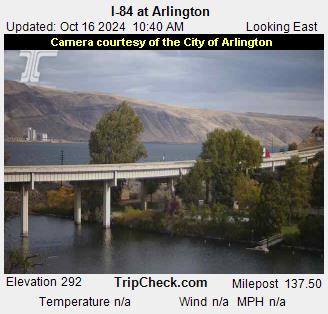 I-84 at Arlington
Updated: Oct 16 2024 10:40 AM Looking East
Camera courtesy of the City of Arlington
Elevation 292 TripCheck.com Milepost 137.50
Temperature n/a Wind n/a MPH n/a